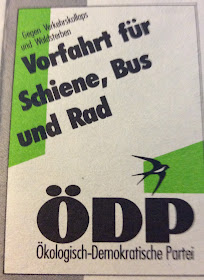 Gegen Verkehrskollaps
und Waldsterben
Vorfahrt für
Schiene, Bus
und Rad
ÖDP
Ökologisch-Demokratische Partei